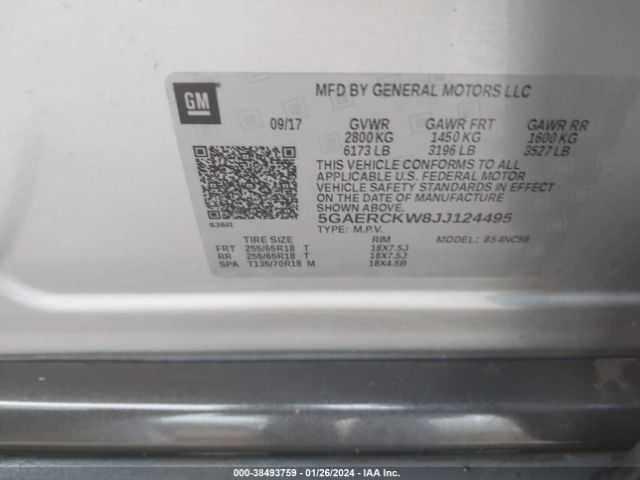 GM
MFD BY GENERAL MOTORS LLC
09/17 GVWR GAWR FRT GAWR RR
2800 KG 1450 KG 1600 KG
6173 LB 3196 LB 3527 LB
THIS VEHICLE CONFORMS TO ALL
APPLICABLE U.S. FEDERAL MOTOR
VEHICLE SAFETY STANDARDS IN EFFECT
ON THE DATE OF MANUFACTURE
SHOWN ABOVE.
5GAERCKW8JJ124495
636R TYPE: M.P.V.
TIRE SIZE RIM MODEL: 854NC56
FRT 255/65R18 T 18X7.5J
RR 255/65R18 T 18X7.5J
SPA T135/70R18 M 18X4.5B
000-38493759 - 01/26/2024 - IAA Inc.